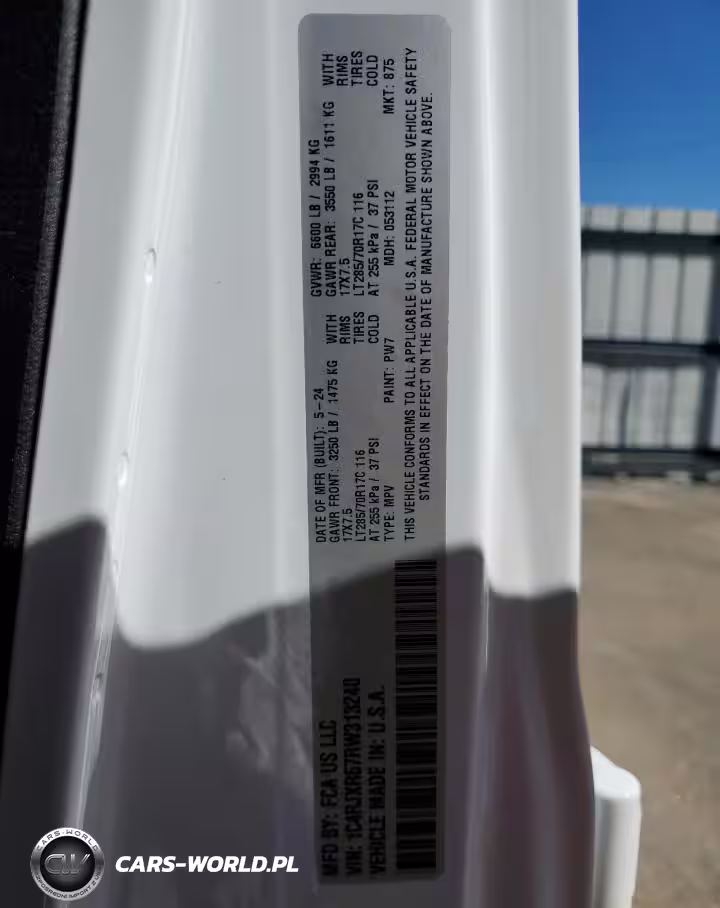 MFD BY: FCA US LLC
DATE OF MFR (BUILT): 5-24
GVWR: 6600 LB / 2994 KG
VIN: 1C4RJXR67RW313240
GAWR FRONT: 3250 LB / 1475 KG WITH
GAWR REAR: 3550 LB / 1611 KG WITH
VEHICLE MADE IN: U.S.A.
17X7.5 RIMS
17X7.5 RIMS
LT285/70R17C 116 TIRES
LT285/70R17C 116 TIRES
AT 255 kPa / 37 PSI COLD
AT 255 kPa / 37 PSI COLD
TYPE: MPV PAINT: PW7 MDH: 053112 MKT: 875
THIS VEHICLE CONFORMS TO ALL APPLICABLE U.S.A. FEDERAL MOTOR VEHICLE SAFETY
STANDARDS IN EFFECT ON THE DATE OF MANUFACTURE SHOWN ABOVE.
CARS-WORLD
CW
CARS-WORLD.PL